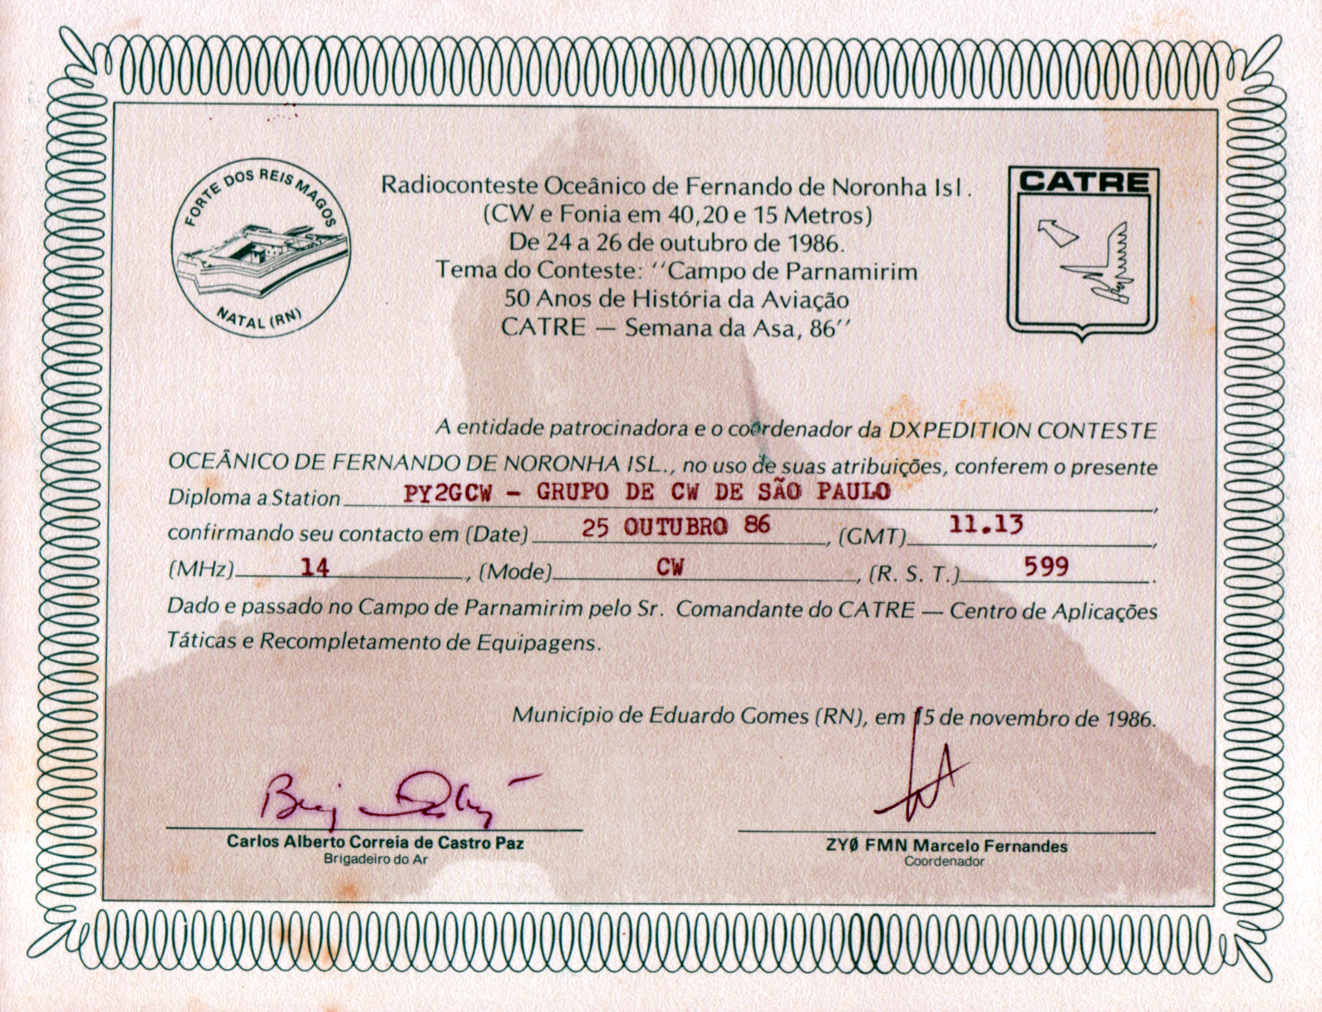 FORTE DOS REIS MAGOS
NATAL (RN)
Radioconteste Oceânico de Fernando de Noronha Isl.
(CW e Fonia em 40,20 e 15 Metros)
De 24 a 26 de outubro de 1986.
Tema do Conteste: ''Campo de Parnamirim
50 Anos de História da Aviação
CATRE — Semana da Asa, 86''
CATRE
A entidade patrocinadora e o coordenador da DXPEDITION CONTESTE
OCEÂNICO DE FERNANDO DE NORONHA ISL., no uso de suas atribuições, conferem o presente
Diploma a Station PY2GCW - GRUPO DE CW DE SÃO PAULO,
confirmando seu contacto em (Date) 25 OUTUBRO 86, (GMT) 11.13,
(MHz) 14, (Mode) CW, (R. S. T.) 599.
Dado e passado no Campo de Parnamirim pelo Sr. Comandante do CATRE — Centro de Aplicações
Táticas e Recompletamento de Equipagens.
Município de Eduardo Gomes (RN), em 15 de novembro de 1986.
Carlos Alberto Correia de Castro Paz
Brigadeiro do Ar
ZYØ FMN Marcelo Fernandes
Coordenador